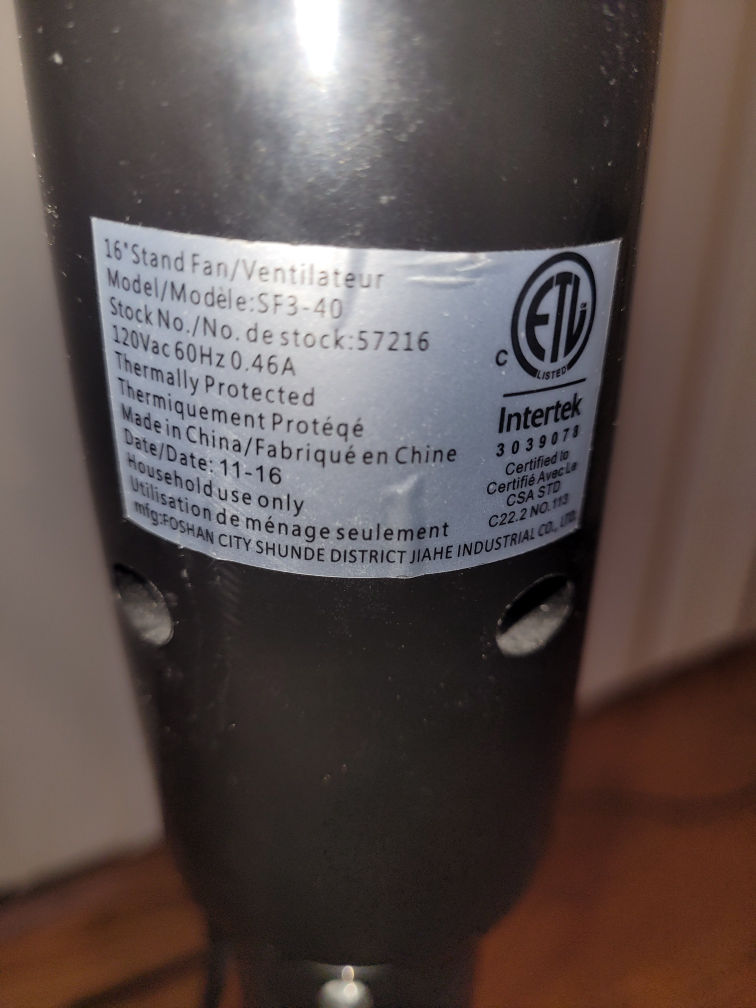 16"Stand Fan/Ventilateur
Model/Modèle:SF3-40
Stock No./No. de stock:57216
120Vac 60Hz 0.46A
Thermally Protected
Thermiquement Protéqé
Made in China/Fabriqué en Chine
Date/Date: 11-16
Household use only
Utilisation de ménage seulement
mfg:FOSHAN CITY SHUNDE DISTRICT JIAHE INDUSTRIAL CO., LTD.
C
ETL
LISTED
Intertek
3039078
Certified to
Certifié Avec Le
CSA STD
C22.2 NO.113